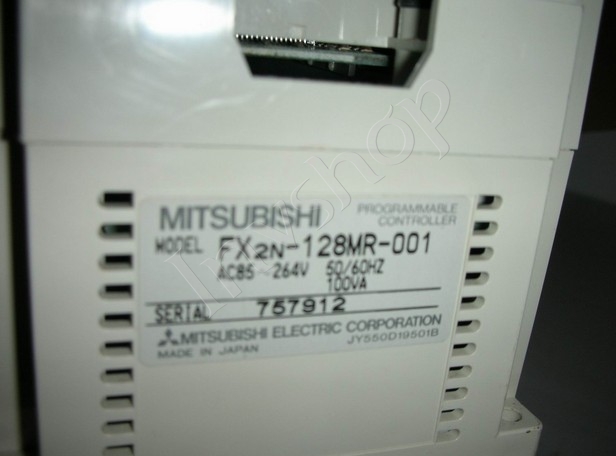 MITSUBISHI PROGRAMMABLE CONTROLLER
MODEL FX2N-128MR-001
AC85-264V 50/60HZ
100VA
SERIAL 757912
MITSUBISHI ELECTRIC CORPORATION
MADE IN JAPAN JY550D19501B